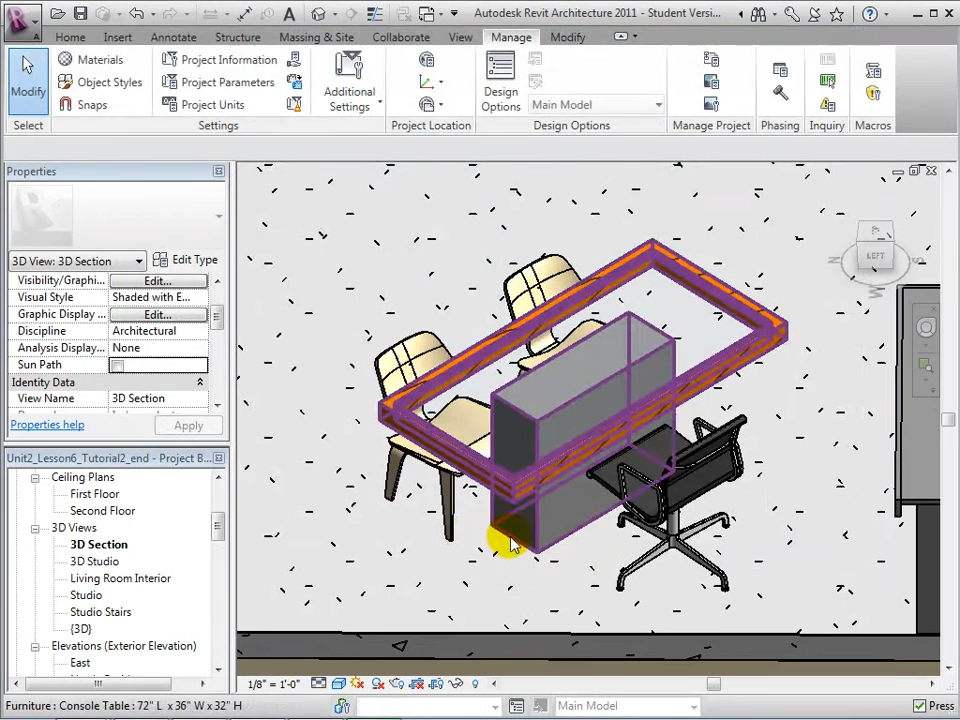 Autodesk Revit Architecture 2011 - Student Versi...
Home Insert Annotate Structure Massing & Site Collaborate View Manage Modify
Modify
Select
Materials
Object Styles
Snaps
Project Information
Project Parameters
Project Units
Settings
Additional
Settings
Project Location
Design
Options
Main Model
Design Options
Manage Project
Phasing
Inquiry
Macros
Properties
3D View: 3D Section
Edit Type
Visibility/Graphi... Edit...
Visual Style Shaded with E...
Graphic Display ... Edit...
Discipline Architectural
Analysis Display... None
Sun Path
Identity Data
View Name 3D Section
Properties help
Apply
Unit2_Lesson6_Tutorial2_end - Project B...
Ceiling Plans
First Floor
Second Floor
3D Views
3D Section
3D Studio
Living Room Interior
Studio
Studio Stairs
{3D}
Elevations (Exterior Elevation)
East
LEFT
N
S
W
1/8" = 1'-0"
Furniture : Console Table : 72" L x 36" W x 32" H
Main Model
Press